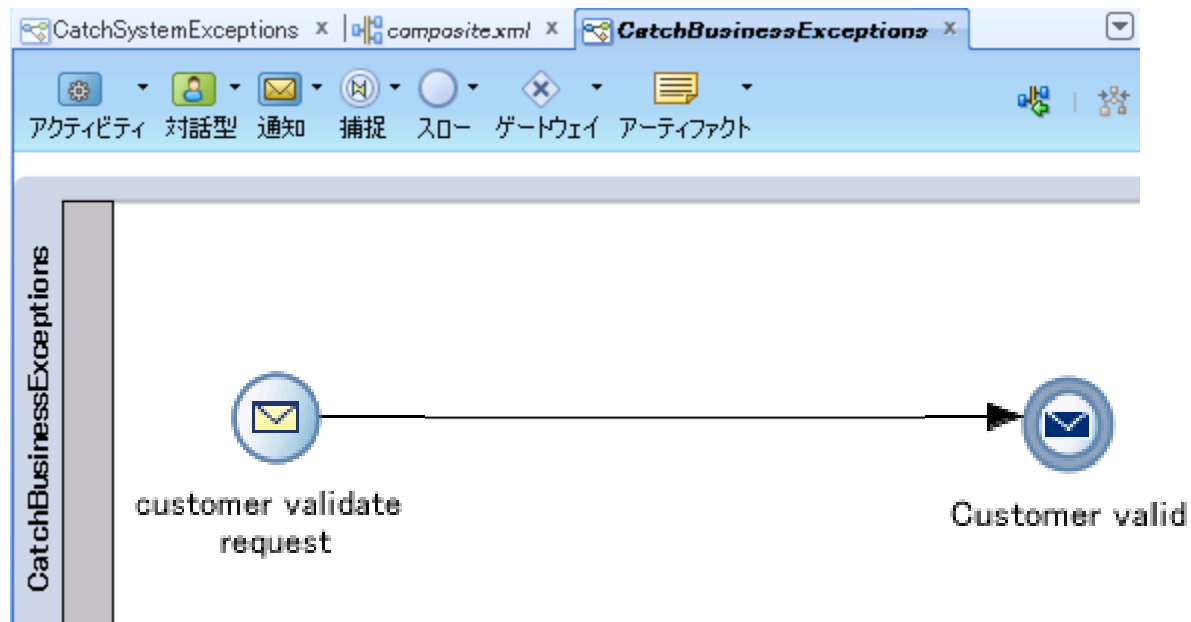 CatchSystemExceptions x composite.xml x CatchBusinessExceptions x
アクティビティ 対話型 通知 捕捉 スロー ゲートウェイ アーティファクト
CatchBusinessExceptions
customer validate
request
Customer valid